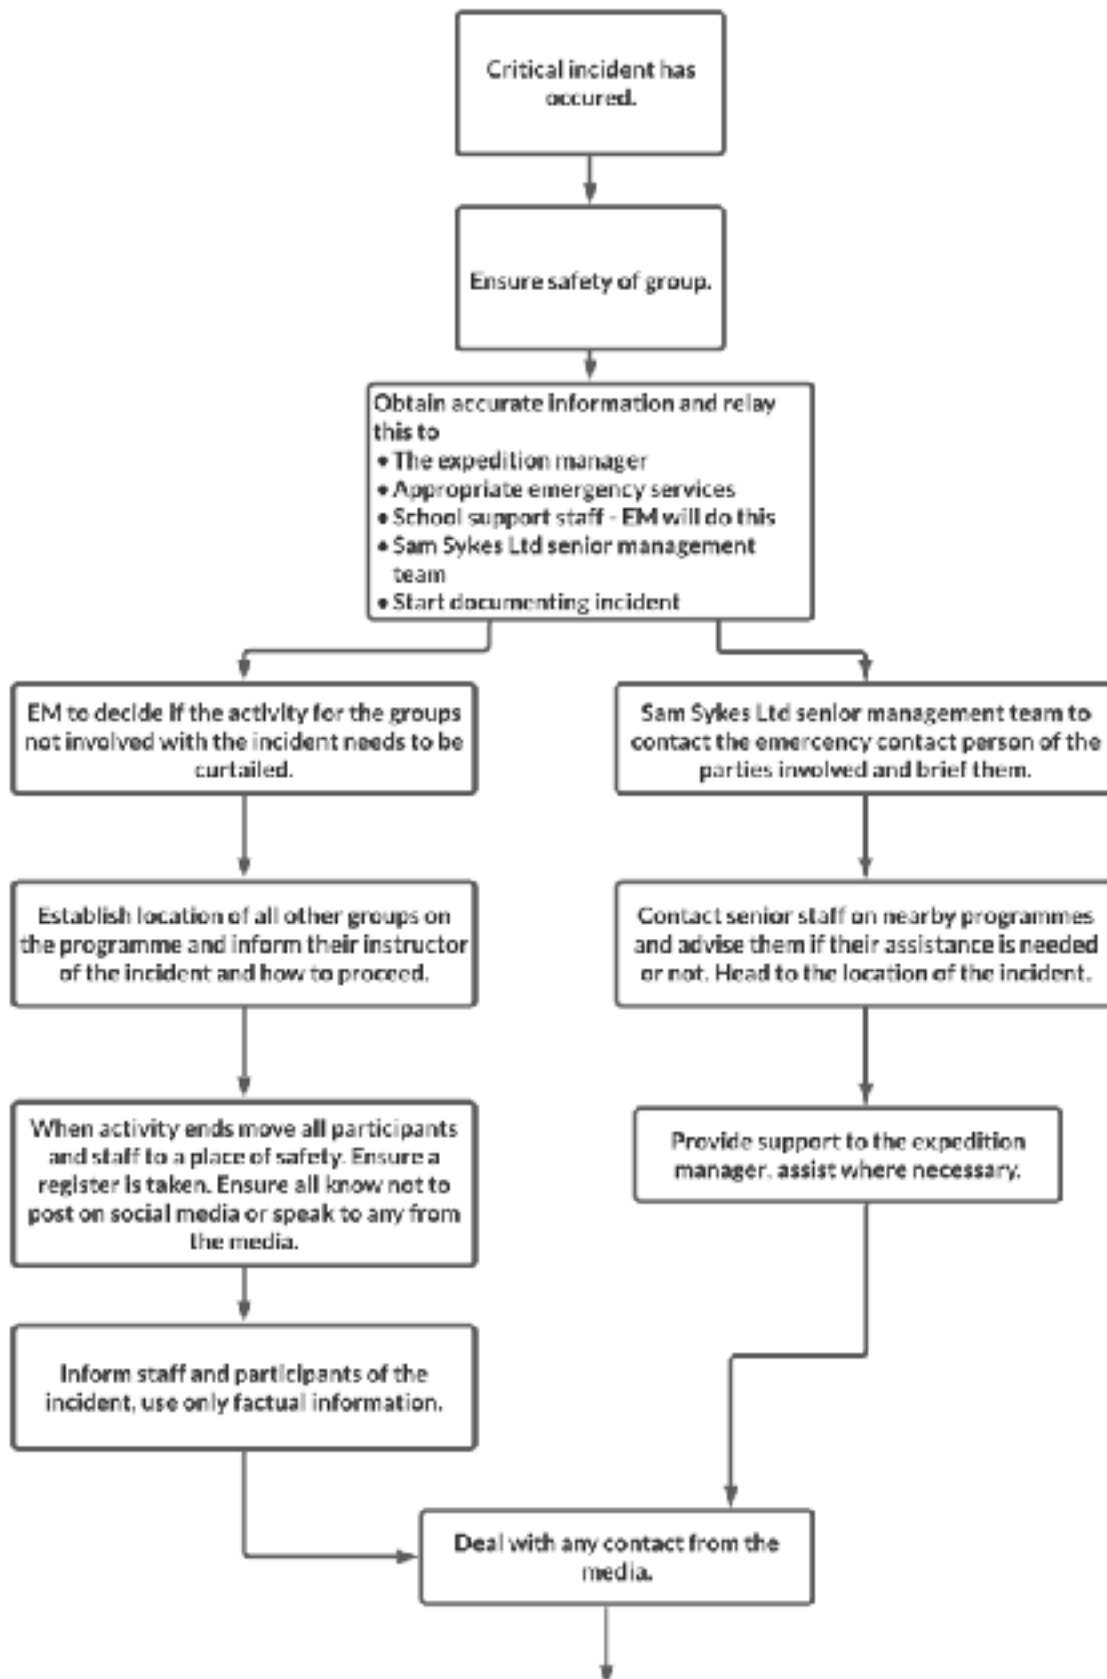 Critical incident has
occured.
Ensure safety of group.
Obtain accurate information and relay
this to
• The expedition manager
• Appropriate emergency services
• School support staff - EM will do this
• Sam Sykes Ltd senior management
team
• Start documenting incident
EM to decide if the activity for the groups
not involved with the incident needs to be
curtailed.
Sam Sykes Ltd senior management team to
contact the emercency contact person of the
parties involved and brief them.
Establish location of all other groups on
the programme and inform their instructor
of the incident and how to proceed.
Contact senior staff on nearby programmes
and advise them if their assistance is needed
or not. Head to the location of the incident.
When activity ends move all participants
and staff to a place of safety. Ensure a
register is taken. Ensure all know not to
post on social media or speak to any from
the media.
Provide support to the expedition
manager, assist where necessary.
Inform staff and participants of the
incident, use only factual information.
Deal with any contact from the
media.